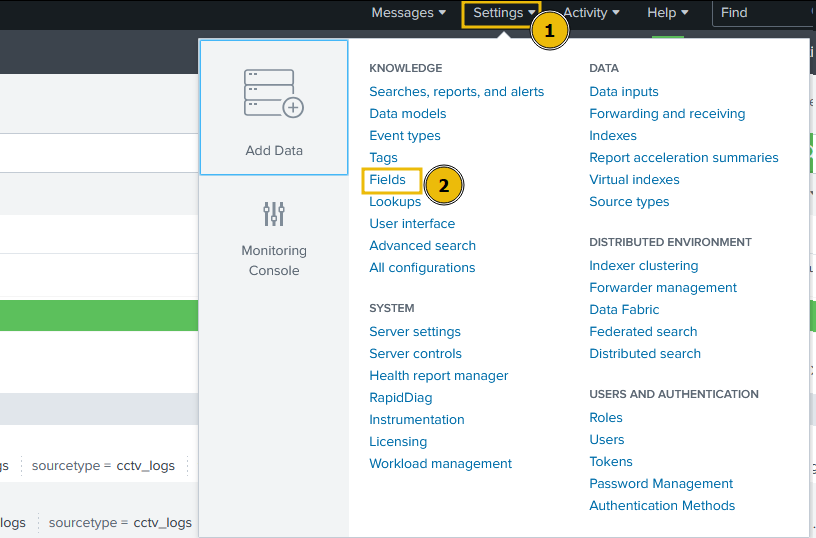 Messages Settings Activity Help Find
1
Add Data
Monitoring
Console
KNOWLEDGE
Searches, reports, and alerts
Data models
Event types
Tags
Fields
2
Lookups
User interface
Advanced search
All configurations
SYSTEM
Server settings
Server controls
Health report manager
RapidDiag
Instrumentation
Licensing
Workload management
DATA
Data inputs
Forwarding and receiving
Indexes
Report acceleration summaries
Virtual indexes
Source types
DISTRIBUTED ENVIRONMENT
Indexer clustering
Forwarder management
Data Fabric
Federated search
Distributed search
USERS AND AUTHENTICATION
Roles
Users
Tokens
Password Management
Authentication Methods
gs sourcetype = cctv_logs
logs sourcetype = cctv_logs